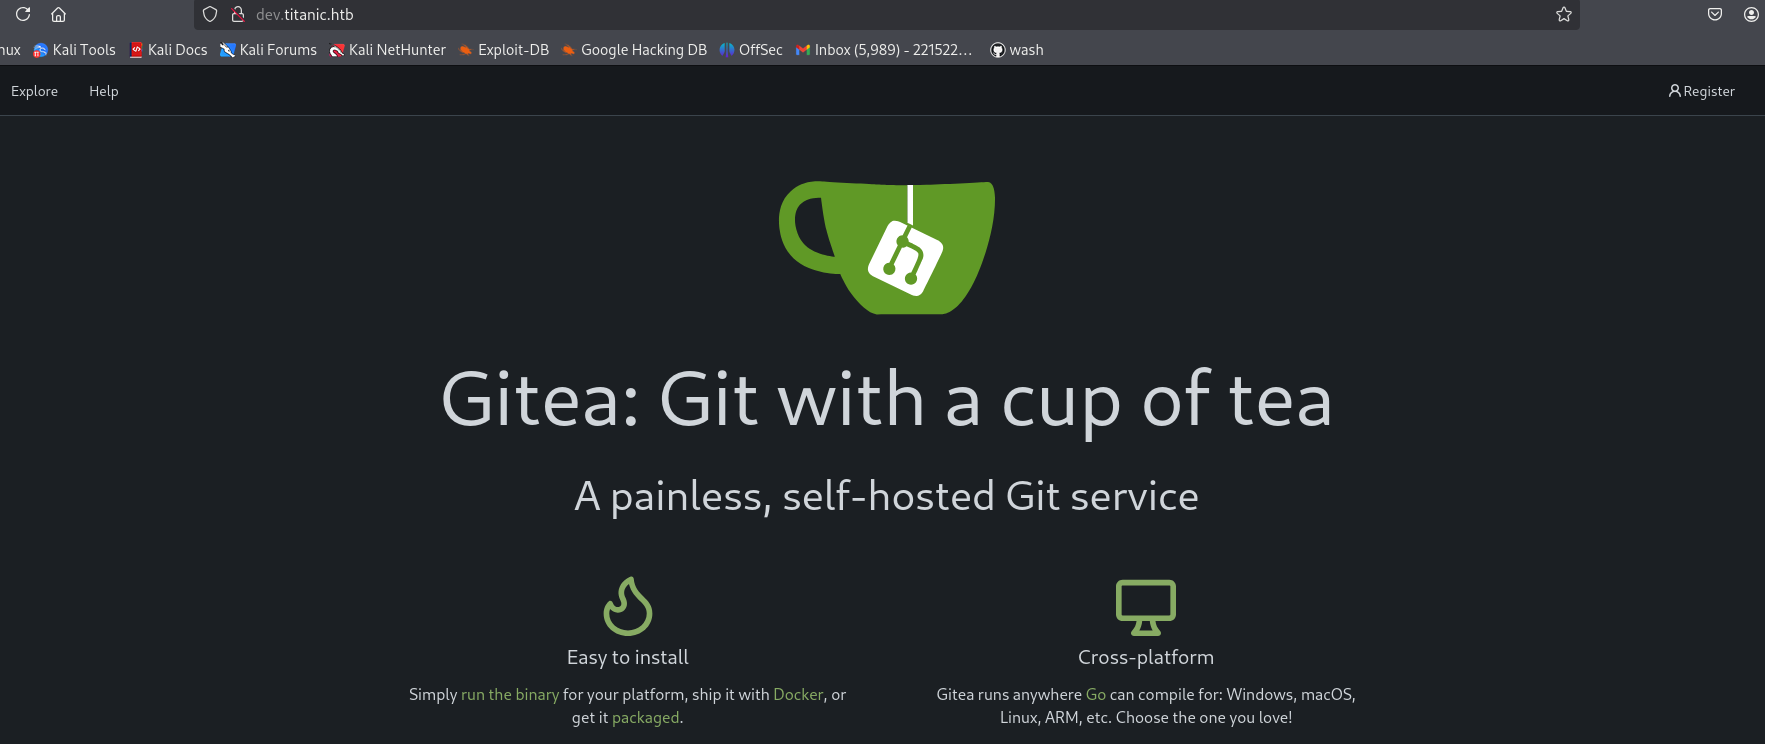 dev.titanic.htb
nux Kali Tools Kali Docs Kali Forums Kali NetHunter Exploit-DB Google Hacking DB OffSec Inbox (5,989) - 221522… wash
Explore Help Register
Gitea: Git with a cup of tea
A painless, self-hosted Git service
Easy to install
Simply run the binary for your platform, ship it with Docker, or
get it packaged.
Cross-platform
Gitea runs anywhere Go can compile for: Windows, macOS,
Linux, ARM, etc. Choose the one you love!